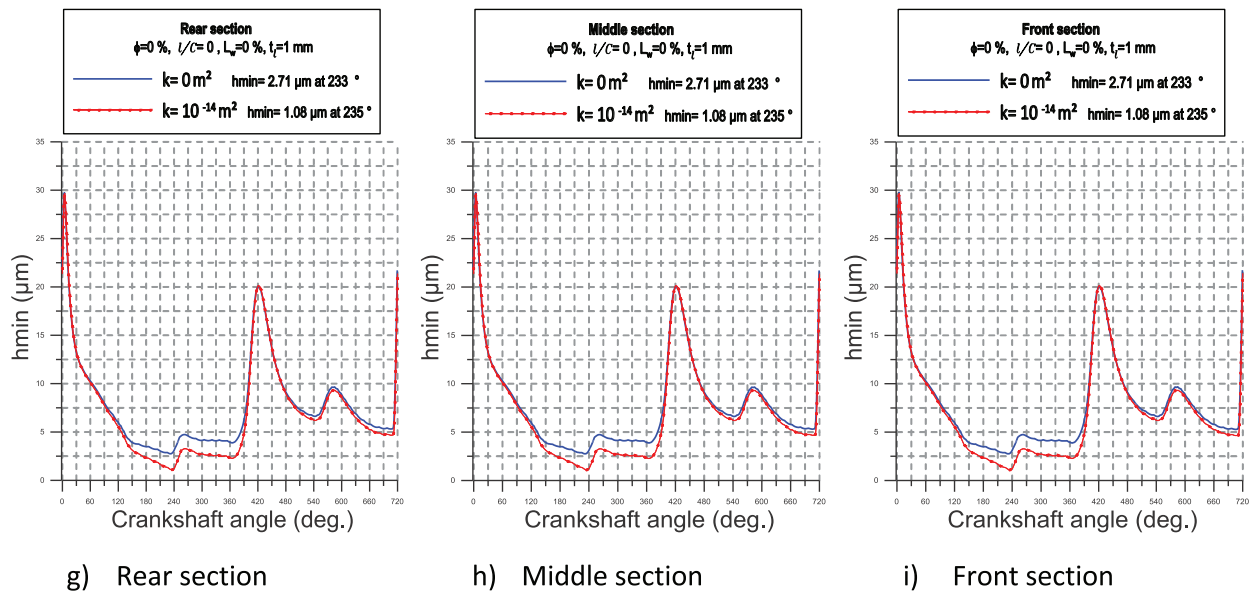 Rear section
ϕ=0 %, l/C= 0 , Lw=0 %, tl=1 mm
k= 0 m² hmin= 2.71 µm at 233 °
k= 10 ⁻¹⁴ m² hmin= 1.08 µm at 235 °
35
30
25
20
15
10
5
0
hmin (µm)
0 60 120 180 240 300 360 420 480 540 600 660 720
Crankshaft angle (deg.)
g) Rear section
Middle section
ϕ=0 %, l/C= 0 , Lw=0 %, tl=1 mm
k= 0 m² hmin= 2.71 µm at 233 °
k= 10 ⁻¹⁴ m² hmin= 1.08 µm at 235 °
35
30
25
20
15
10
5
0
hmin (µm)
0 60 120 180 240 300 360 420 480 540 600 660 720
Crankshaft angle (deg.)
h) Middle section
Front section
ϕ=0 %, l/C= 0 , Lw=0 %, tl=1 mm
k= 0 m² hmin= 2.71 µm at 233 °
k= 10 ⁻¹⁴ m² hmin= 1.08 µm at 235 °
35
30
25
20
15
10
5
0
hmin (µm)
0 60 120 180 240 300 360 420 480 540 600 660 720
Crankshaft angle (deg.)
i) Front section